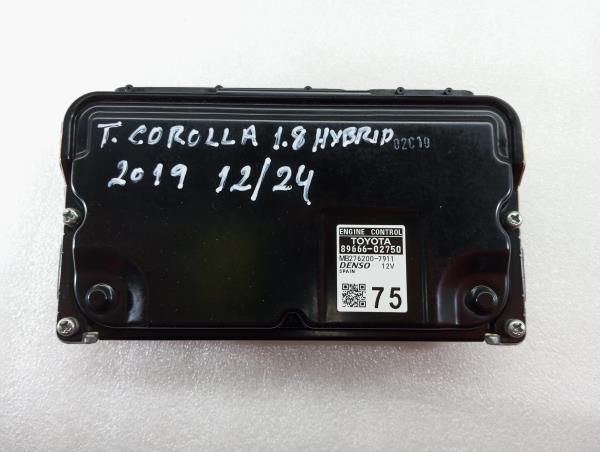 T. COROLLA 1.8 HYBRID
02C19
2019 12/24
ENGINE CONTROL
TOYOTA
89666-02750
MB276200-7911
DENSO 12V
SPAIN
75